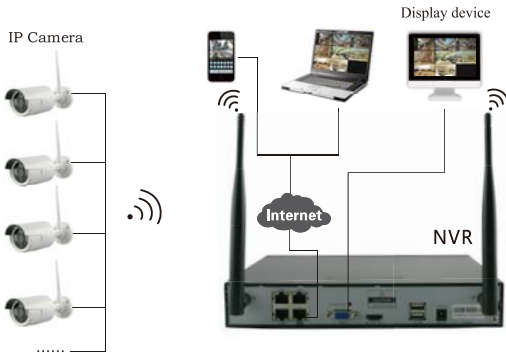 Display device
IP Camera
Internet
NVR
......